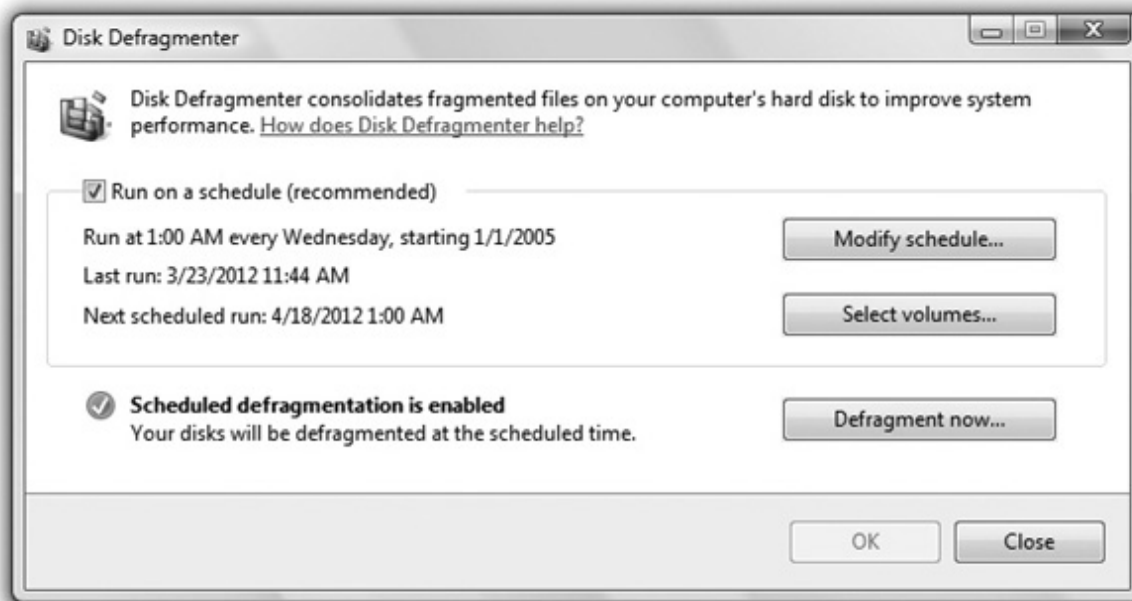 Disk Defragmenter
Disk Defragmenter consolidates fragmented files on your computer's hard disk to improve system
performance. How does Disk Defragmenter help?
Run on a schedule (recommended)
Run at 1:00 AM every Wednesday, starting 1/1/2005
Modify schedule...
Last run: 3/23/2012 11:44 AM
Next scheduled run: 4/18/2012 1:00 AM
Select volumes...
Scheduled defragmentation is enabled
Your disks will be defragmented at the scheduled time.
Defragment now...
OK
Close